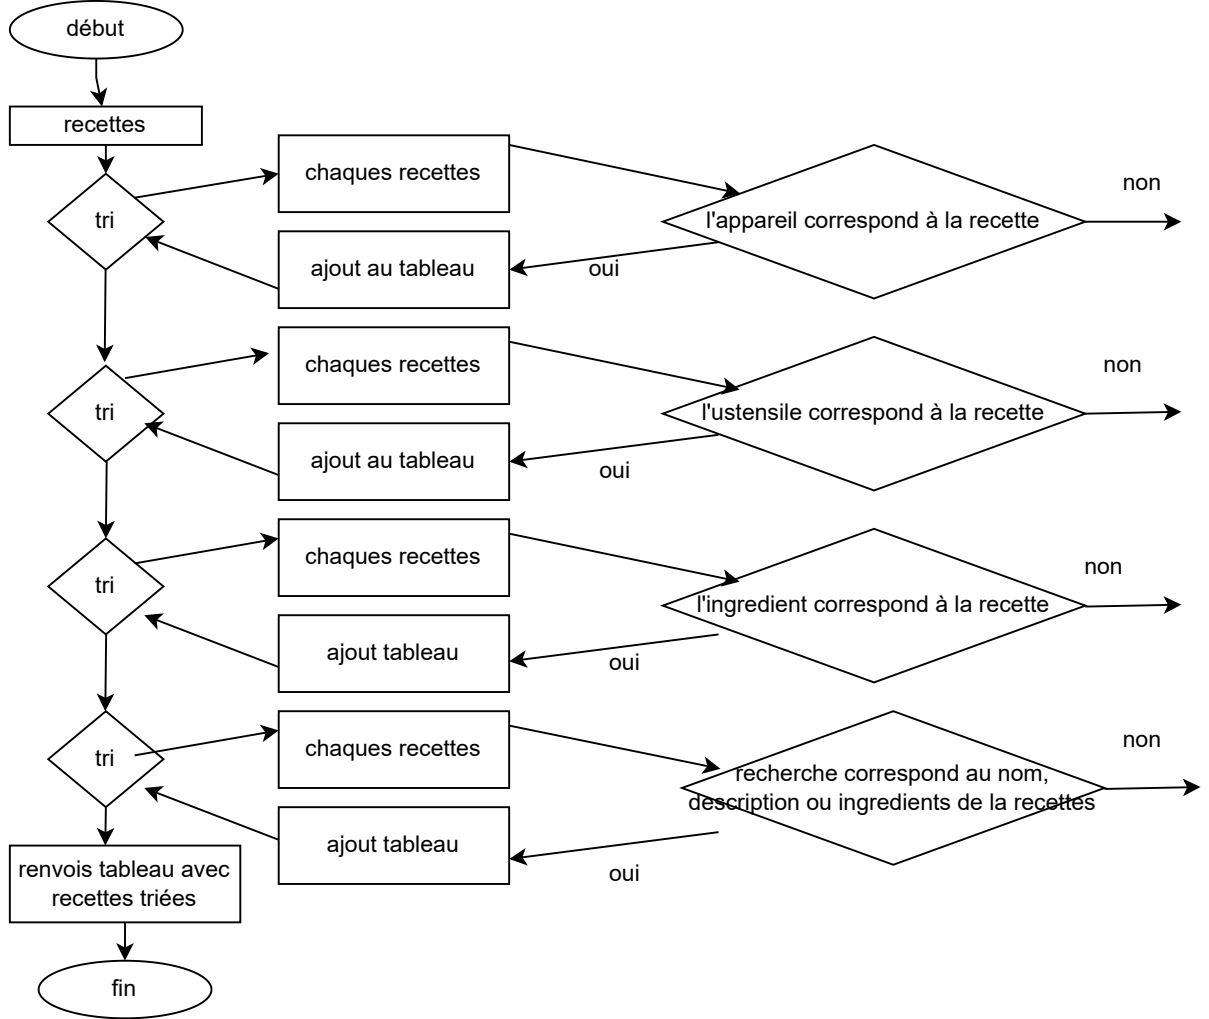 début
recettes
chaques recettes
tri
l'appareil correspond à la recette
non
ajout au tableau
oui
chaques recettes
tri
l'ustensile correspond à la recette
non
ajout au tableau
oui
chaques recettes
tri
l'ingredient correspond à la recette
non
ajout tableau
oui
chaques recettes
tri
recherche correspond au nom,
description ou ingredients de la recettes
non
ajout tableau
oui
renvois tableau avec
recettes triées
fin